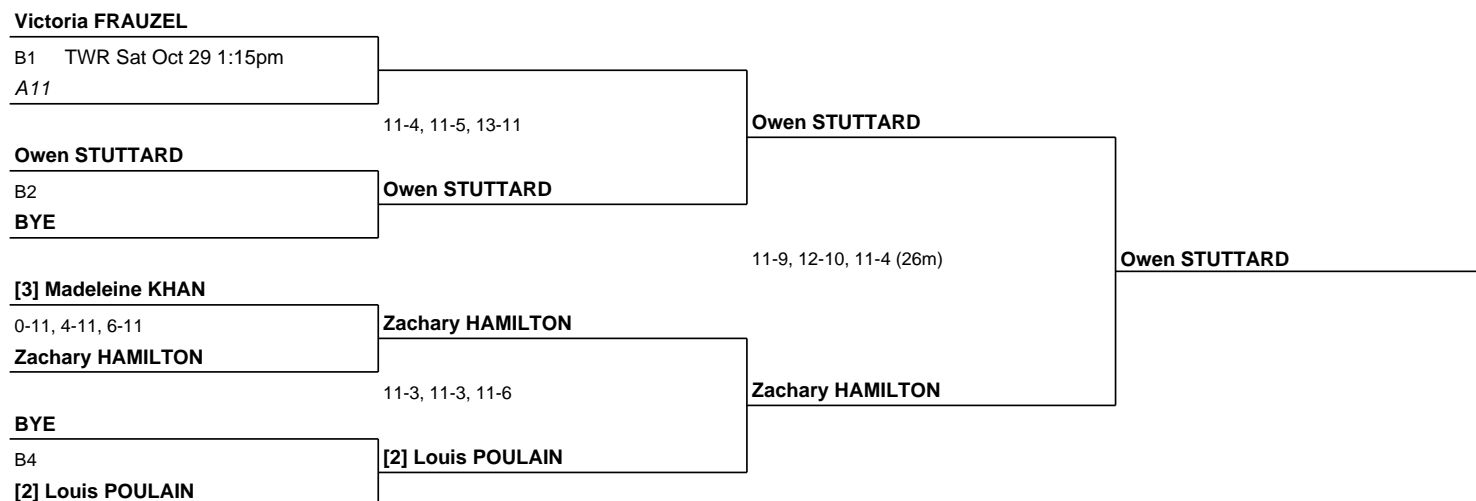 Victoria FRAUZEL
B1 TWR Sat Oct 29 1:15pm
A11
11-4, 11-5, 13-11
Owen STUTTARD
Owen STUTTARD
B2
Owen STUTTARD
BYE
11-9, 12-10, 11-4 (26m)
Owen STUTTARD
[3] Madeleine KHAN
0-11, 4-11, 6-11
Zachary HAMILTON
Zachary HAMILTON
11-3, 11-3, 11-6
Zachary HAMILTON
BYE
B4
[2] Louis POULAIN
[2] Louis POULAIN